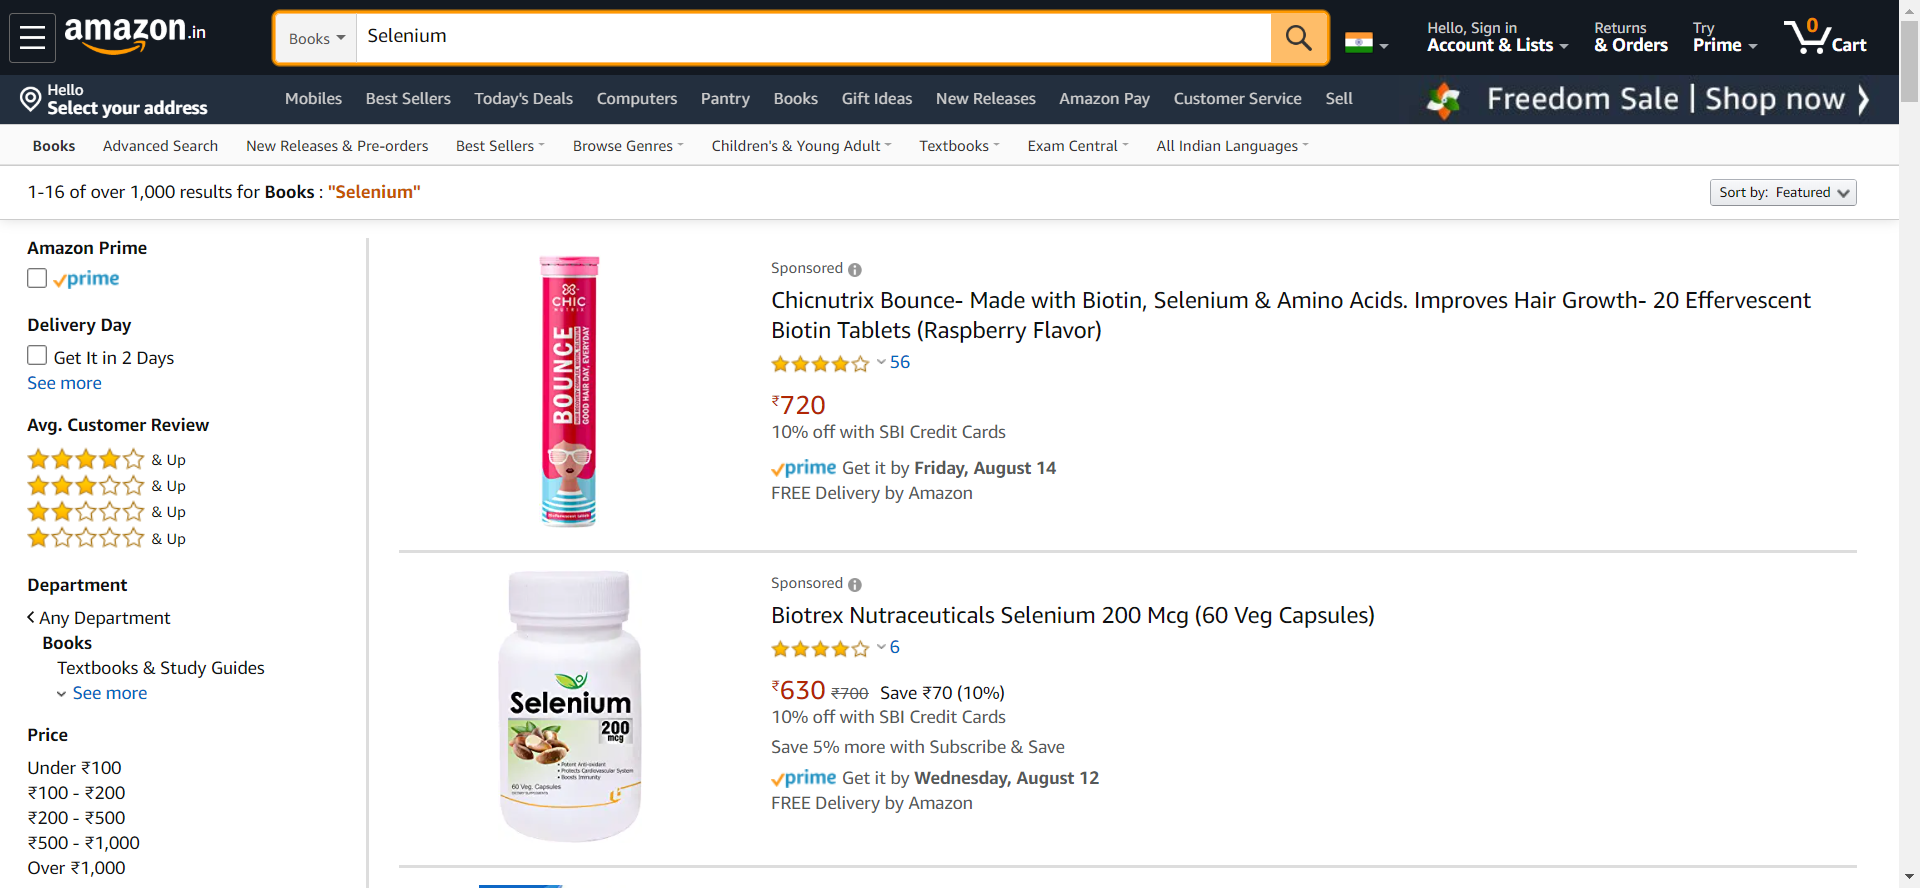 amazon.in
Books
Selenium
Hello, Sign in
Account & Lists
Returns
& Orders
Try
Prime
0
Cart
Hello
Select your address
Mobiles
Best Sellers
Today's Deals
Computers
Pantry
Books
Gift Ideas
New Releases
Amazon Pay
Customer Service
Sell
Freedom Sale | Shop now
Books
Advanced Search
New Releases & Pre-orders
Best Sellers
Browse Genres
Children's & Young Adult
Textbooks
Exam Central
All Indian Languages
1-16 of over 1,000 results for Books : "Selenium"
Sort by: Featured
Amazon Prime
prime
Delivery Day
Get It in 2 Days
See more
Avg. Customer Review
& Up
& Up
& Up
& Up
Department
Any Department
Books
Textbooks & Study Guides
See more
Price
Under ₹100
₹100 - ₹200
₹200 - ₹500
₹500 - ₹1,000
Over ₹1,000
CHIC
NUTRIX
BOUNCE
GOOD HAIR DAY, EVERYDAY
Sponsored
Chicnutrix Bounce- Made with Biotin, Selenium & Amino Acids. Improves Hair Growth- 20 Effervescent
Biotin Tablets (Raspberry Flavor)
56
₹720
10% off with SBI Credit Cards
prime Get it by Friday, August 14
FREE Delivery by Amazon
Selenium
200
mcg
• Potent Anti-oxidant
• Protects Cardiovascular System
• Boosts Immunity
60 Veg. Capsules
Sponsored
Biotrex Nutraceuticals Selenium 200 Mcg (60 Veg Capsules)
6
₹630 ₹700 Save ₹70 (10%)
10% off with SBI Credit Cards
Save 5% more with Subscribe & Save
prime Get it by Wednesday, August 12
FREE Delivery by Amazon